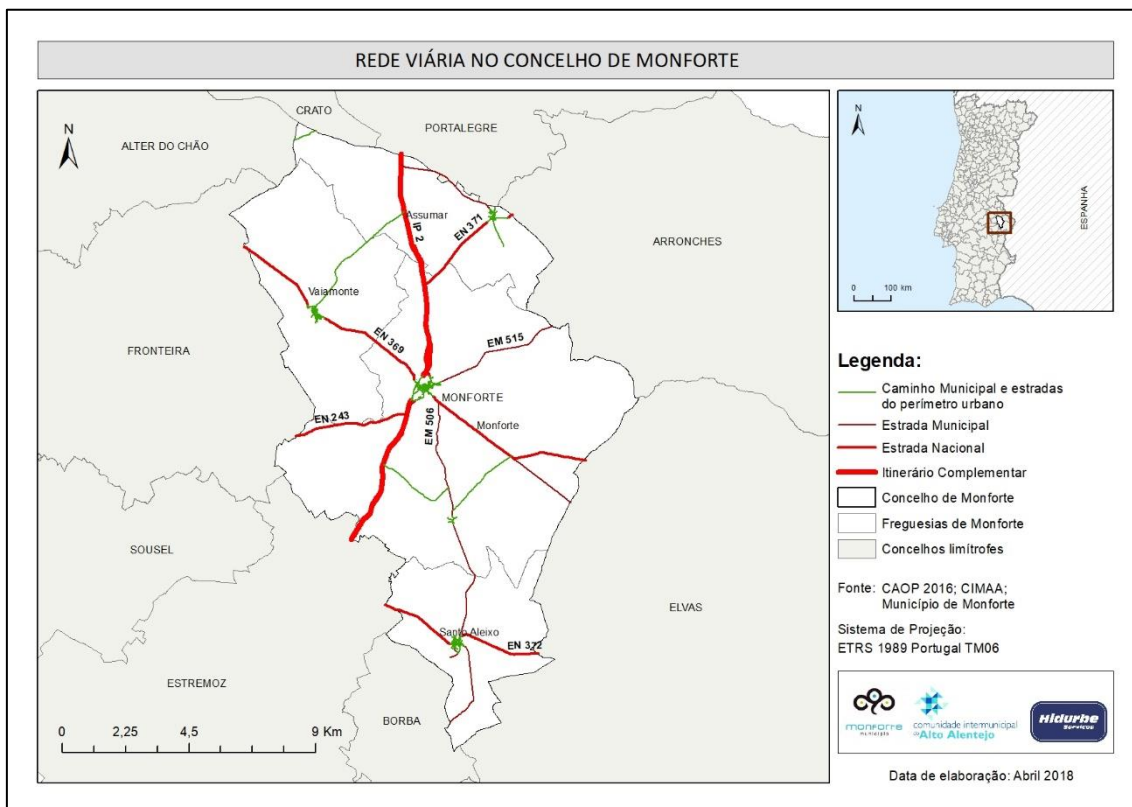 REDE VIÁRIA NO CONCELHO DE MONFORTE
N
CRATO
PORTALEGRE
ALTER DO CHÃO
Assumar
IP 2
EN 371
ARRONCHES
Vaiamonte
EN 369
EM 515
FRONTEIRA
MONFORTE
EN 243
EM 506
Monforte
SOUSEL
ELVAS
Santo Aleixo
EN 372
ESTREMOZ
BORBA
0 2,25 4,5 9 Km
N
ESPANHA
0 100 km
Legenda:
Caminho Municipal e estradas
do perímetro urbano
Estrada Municipal
Estrada Nacional
Itinerário Complementar
Concelho de Monforte
Freguesias de Monforte
Concelhos limítrofes
Fonte: CAOP 2016; CIMAA;
Município de Monforte
Sistema de Projeção:
ETRS 1989 Portugal TM06
monforte
município
comunidade intermunicipal
do Alto Alentejo
Hidurbe
Serviços
Data de elaboração: Abril 2018